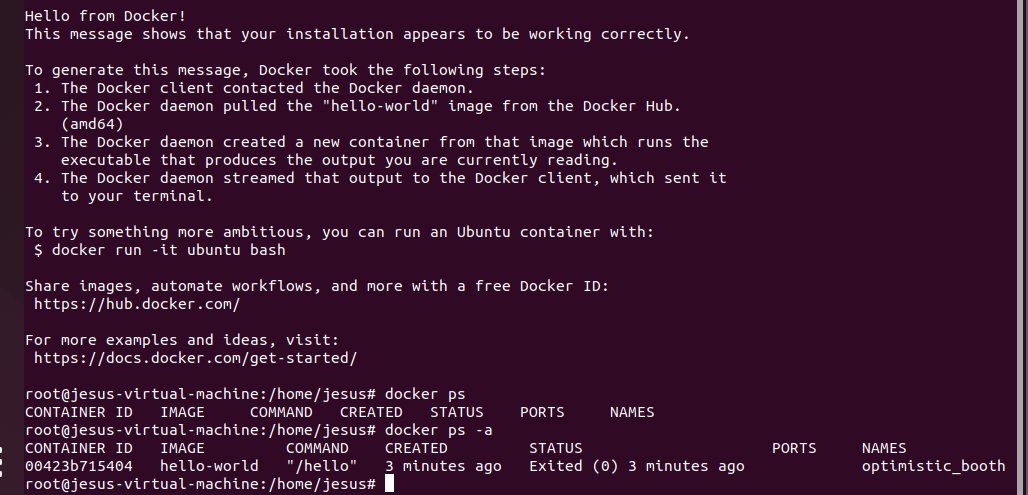 Hello from Docker!
This message shows that your installation appears to be working correctly.
To generate this message, Docker took the following steps:
1. The Docker client contacted the Docker daemon.
2. The Docker daemon pulled the "hello-world" image from the Docker Hub.
(amd64)
3. The Docker daemon created a new container from that image which runs the
executable that produces the output you are currently reading.
4. The Docker daemon streamed that output to the Docker client, which sent it
to your terminal.
To try something more ambitious, you can run an Ubuntu container with:
$ docker run -it ubuntu bash
Share images, automate workflows, and more with a free Docker ID:
https://hub.docker.com/
For more examples and ideas, visit:
https://docs.docker.com/get-started/
root@jesus-virtual-machine:/home/jesus# docker ps
CONTAINER ID   IMAGE     COMMAND   CREATED   STATUS    PORTS     NAMES
root@jesus-virtual-machine:/home/jesus# docker ps -a
CONTAINER ID   IMAGE         COMMAND    CREATED         STATUS                     PORTS     NAMES
00423b715404   hello-world   "/hello"   3 minutes ago   Exited (0) 3 minutes ago             optimistic_booth
root@jesus-virtual-machine:/home/jesus#